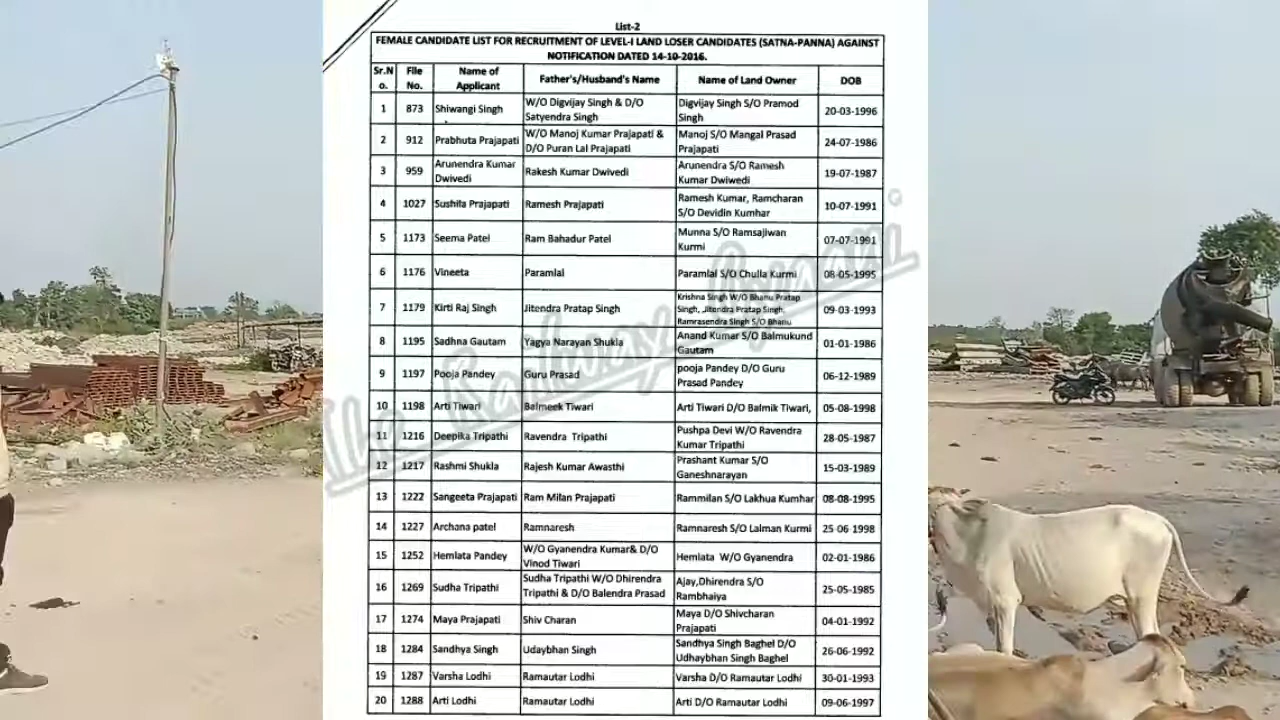 List-2
FEMALE CANDIDATE LIST FOR RECRUITMENT OF LEVEL-I LAND LOSER CANDIDATES (SATNA-PANNA) AGAINST
NOTIFICATION DATED 14-10-2016.
Sr.N o. File No. Name of Applicant Father's/Husband's Name Name of Land Owner DOB
1 873 Shiwangi Singh W/O Digvijay Singh & D/O Satyendra Singh Digvijay Singh S/O Pramod Singh 20-03-1996
2 912 Prabhuta Prajapati W/O Manoj Kumar Prajapati & D/O Puran Lal Prajapati Manoj S/O Mangal Prasad Prajapati 24-07-1986
3 959 Arunendra Kumar Dwivedi Rakesh Kumar Dwivedi Arunendra S/O Ramesh Kumar Dwiwedi 19-07-1987
4 1027 Sushila Prajapati Ramesh Prajapati Ramesh Kumar, Ramcharan S/O Devidin Kumhar 10-07-1991
5 1173 Seema Patel Ram Bahadur Patel Munna S/O Ramsajiwan Kurmi 07-07-1991
6 1176 Vineeta Paramlal Paramlal S/O Chulla Kurmi 08-05-1995
7 1179 Kirti Raj Singh Jitendra Pratap Singh Krishna Singh W/O Bhanu Pratap Singh, Jitendra Pratap Singh, Ramrasendra Singh S/O Bhanu 09-03-1993
8 1195 Sadhna Gautam Yagya Narayan Shukla Anand Kumar S/O Balmukund Gautam 01-01-1986
9 1197 Pooja Pandey Guru Prasad pooja Pandey D/O Guru Prasad Pandey 06-12-1989
10 1198 Arti Tiwari Balmeek Tiwari Arti Tiwari D/O Balmik Tiwari, 05-08-1998
11 1216 Deepika Tripathi Ravendra Tripathi Pushpa Devi W/O Ravendra Kumar Tripathi 28-05-1987
12 1217 Rashmi Shukla Rajesh Kumar Awasthi Prashant Kumar S/O Ganeshnarayan 15-03-1989
13 1222 Sangeeta Prajapati Ram Milan Prajapati Rammilan S/O Lakhua Kumhar 08-08-1995
14 1227 Archana patel Ramnaresh Ramnaresh S/O Lalman Kurmi 25-06 1998
15 1252 Hemlata Pandey W/O Gyanendra Kumar& D/O Vinod Tiwari Hemlata W/O Gyanendra 02-01-1986
16 1269 Sudha Tripathi Sudha Tripathi W/O Dhirendra Tripathi & D/O Balendra Prasad Ajay,Dhirendra S/O Rambhaiya 25-05-1985
17 1274 Maya Prajapati Shiv Charan Maya D/O Shivcharan Prajapati 04-01-1992
18 1284 Sandhya Singh Udaybhan Singh Sandhya Singh Baghel D/O Udhaybhan Singh Baghel 26-06-1992
19 1287 Varsha Lodhi Ramautar Lodhi Varsha D/O Ramautar Lodhi 30-01-1993
20 1288 Arti Lodhi Ramautar Lodhi Arti D/O Ramautar Lodhi 09-06-1997
The Railway Gyaani